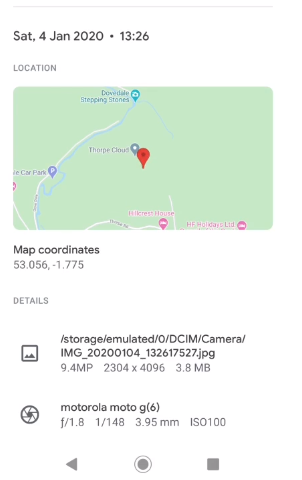 Sat, 4 Jan 2020 • 13:26
LOCATION
Dovedale
Stepping Stones
Thorpe Cloud
le Car Park
Hillcrest House
HF Holidays Ltd
Map coordinates
53.056, -1.775
DETAILS
/storage/emulated/0/DCIM/Camera/
IMG_20200104_132617527.jpg
9.4MP 2304 x 4096 3.8 MB
motorola moto g(6)
ƒ/1.8 1/148 3.95 mm ISO100